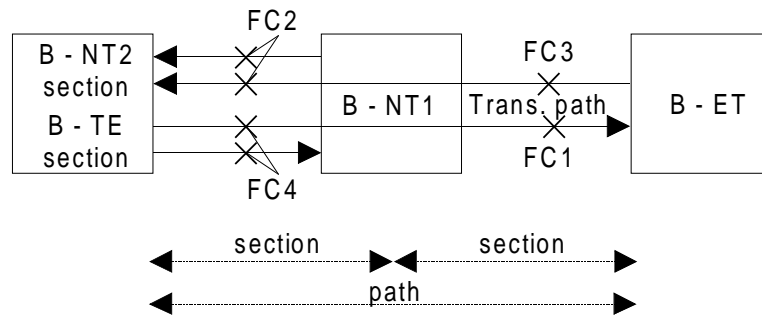 FC2
B - NT2
section
B - TE
section
B - NT1
FC3
Trans. path
B - ET
FC4
FC1
section
section
path